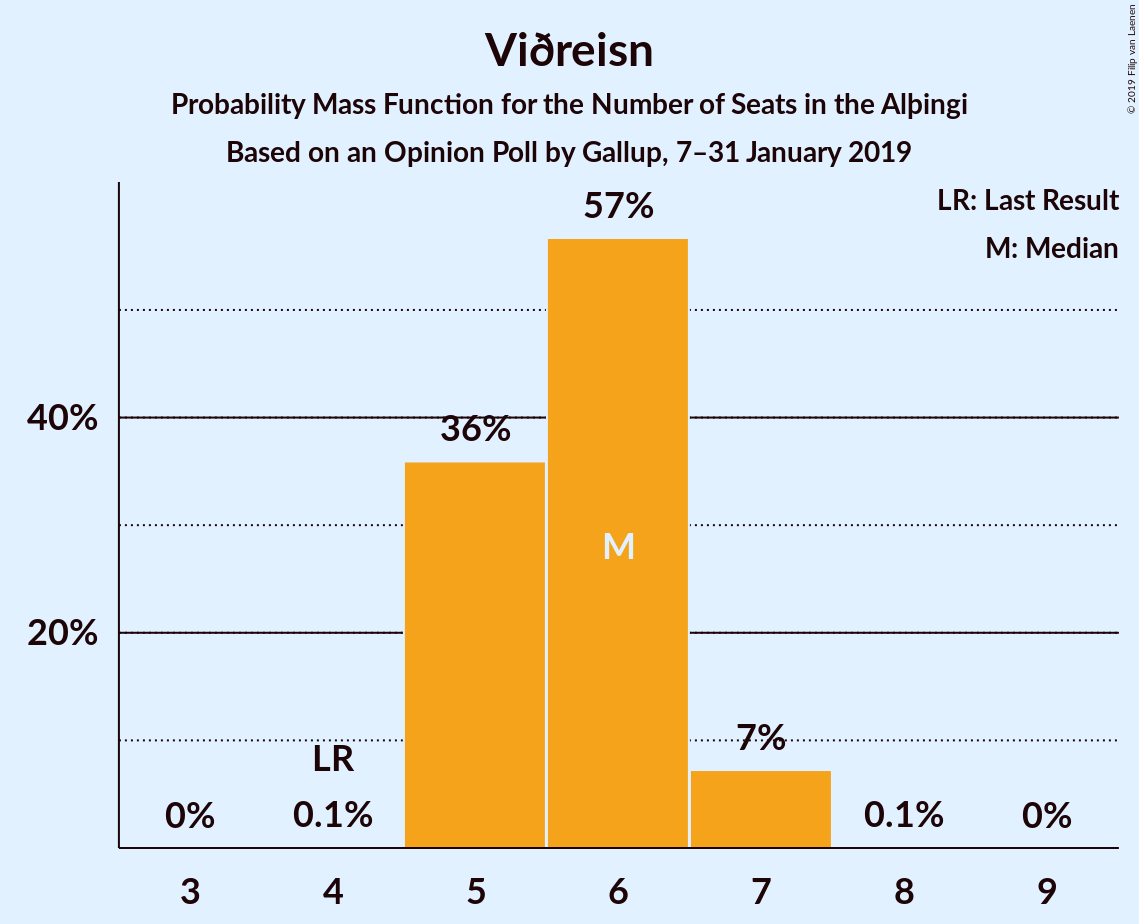 Viðreisn
Probability Mass Function for the Number of Seats in the Alþingi
Based on an Opinion Poll by Gallup, 7–31 January 2019
© 2019 Filip van Laenen
LR: Last Result
M: Median
57%
40%
36%
M
20%
7%
LR
0%
0.1%
0.1%
0%
3 4 5 6 7 8 9